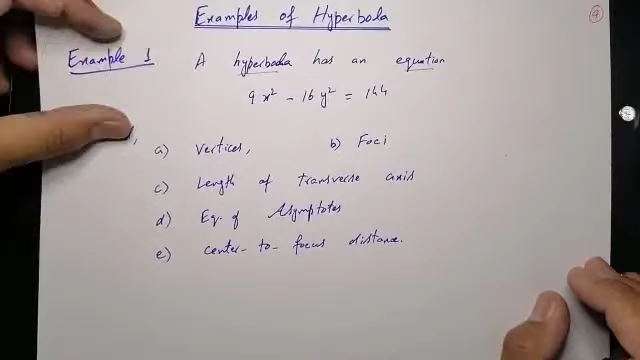 Examples of Hyperbola
9
Example 1 A hyperbola has an equation
9x² - 16y² = 144
a) Vertices, b) Foci
c) Length of transverse axis
d) Eq. of Asymptotes
e) center-to-focus distance.